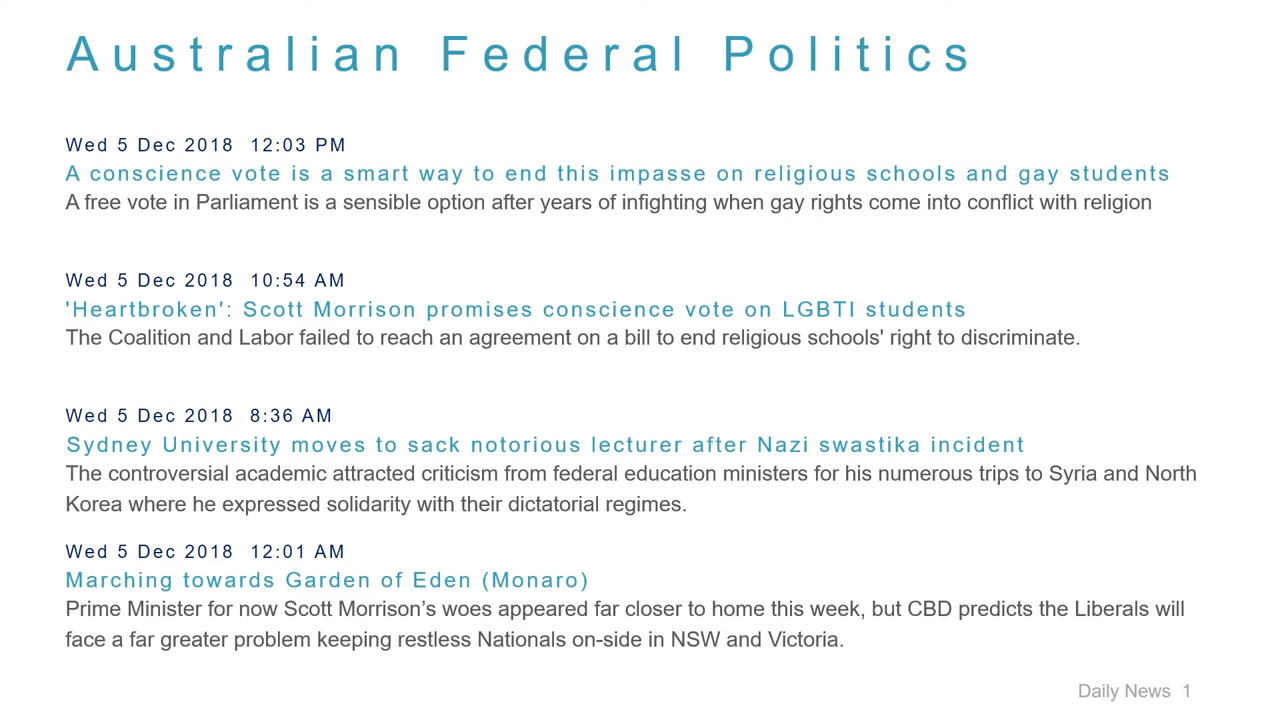 Australian Federal Politics
Wed 5 Dec 2018 12:03 PM
A conscience vote is a smart way to end this impasse on religious schools and gay students
A free vote in Parliament is a sensible option after years of infighting when gay rights come into conflict with religion
Wed 5 Dec 2018 10:54 AM
'Heartbroken': Scott Morrison promises conscience vote on LGBTI students
The Coalition and Labor failed to reach an agreement on a bill to end religious schools' right to discriminate.
Wed 5 Dec 2018 8:36 AM
Sydney University moves to sack notorious lecturer after Nazi swastika incident
The controversial academic attracted criticism from federal education ministers for his numerous trips to Syria and North
Korea where he expressed solidarity with their dictatorial regimes.
Wed 5 Dec 2018 12:01 AM
Marching towards Garden of Eden (Monaro)
Prime Minister for now Scott Morrison’s woes appeared far closer to home this week, but CBD predicts the Liberals will
face a far greater problem keeping restless Nationals on-side in NSW and Victoria.
Daily News 1